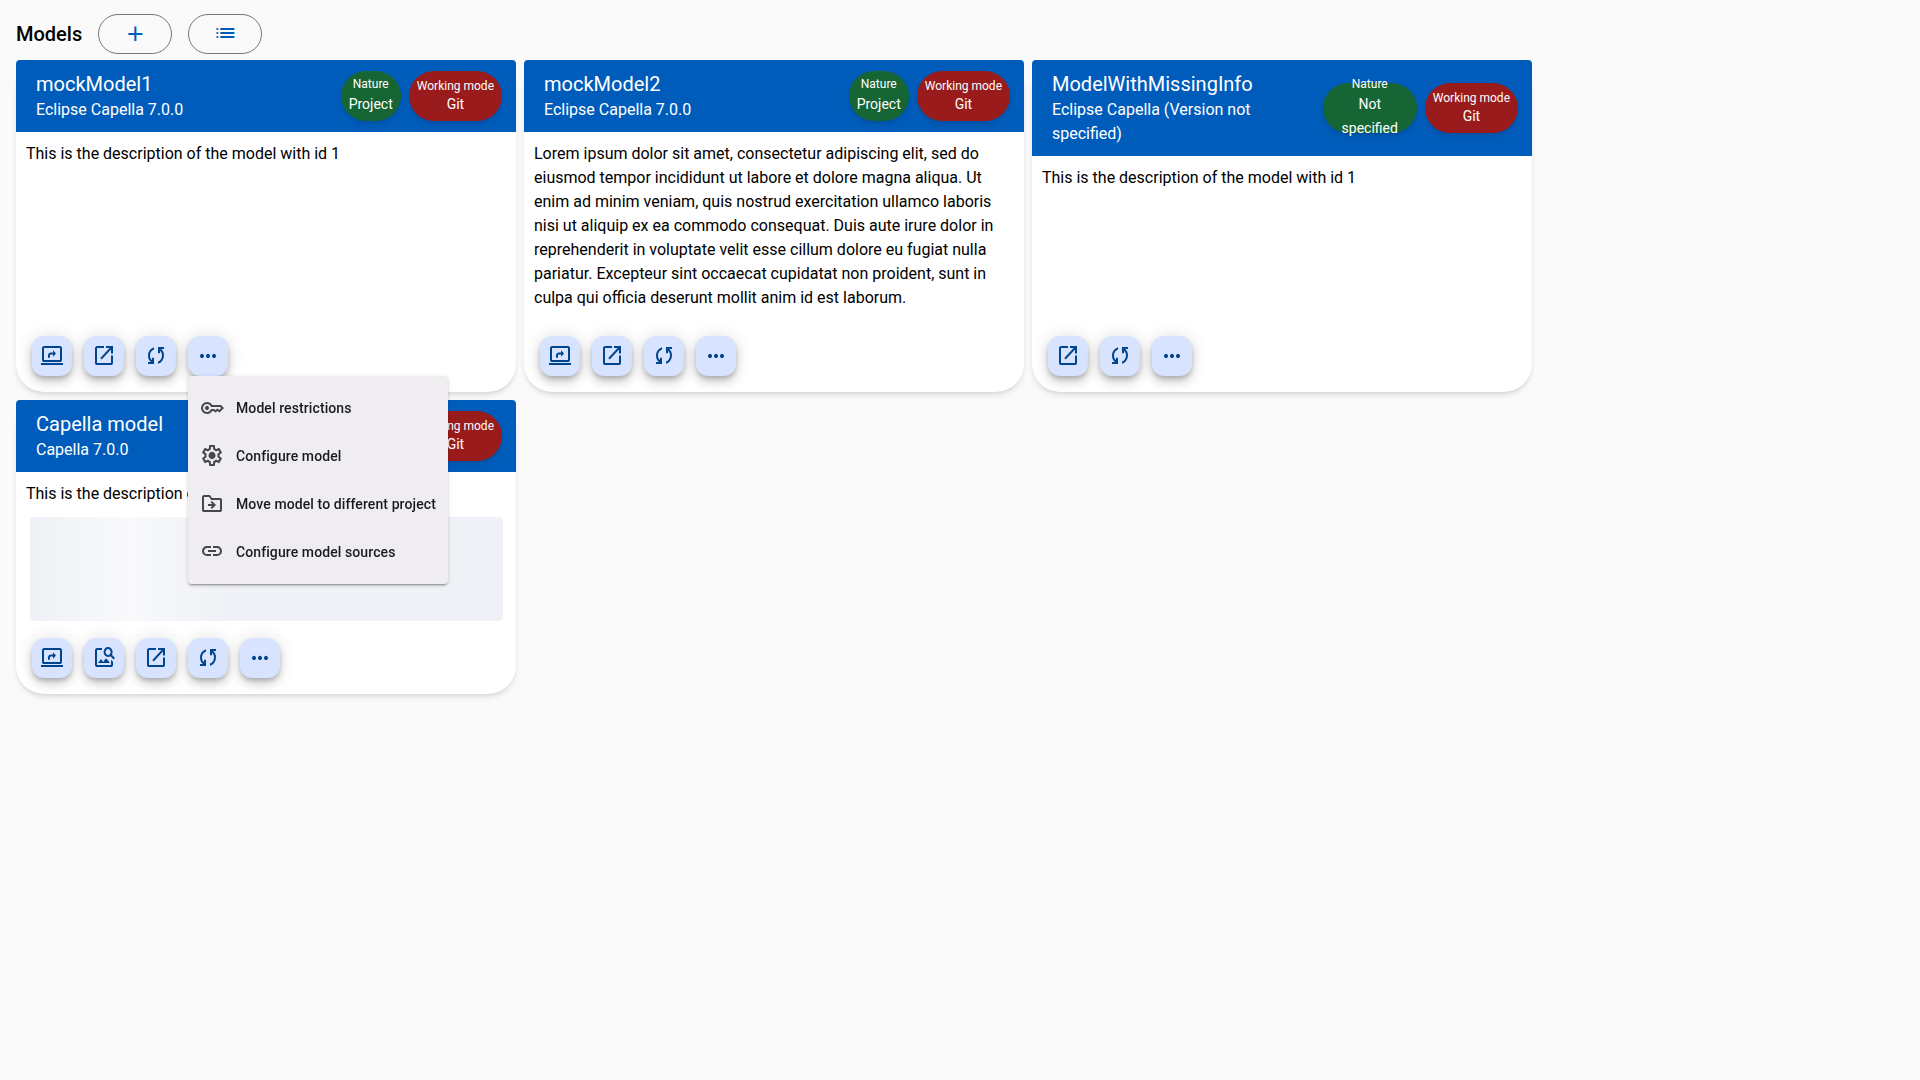 Models
mockModel1
Eclipse Capella 7.0.0
Nature
Project
Working mode
Git
This is the description of the model with id 1
mockModel2
Eclipse Capella 7.0.0
Nature
Project
Working mode
Git
Lorem ipsum dolor sit amet, consectetur adipiscing elit, sed do
eiusmod tempor incididunt ut labore et dolore magna aliqua. Ut
enim ad minim veniam, quis nostrud exercitation ullamco laboris
nisi ut aliquip ex ea commodo consequat. Duis aute irure dolor in
reprehenderit in voluptate velit esse cillum dolore eu fugiat nulla
pariatur. Excepteur sint occaecat cupidatat non proident, sunt in
culpa qui officia deserunt mollit anim id est laborum.
ModelWithMissingInfo
Eclipse Capella (Version not
specified)
Nature
Not
specified
Working mode
Git
This is the description of the model with id 1
Capella model
Capella 7.0.0
mode
Git
This is the description
Model restrictions
Configure model
Move model to different project
Configure model sources